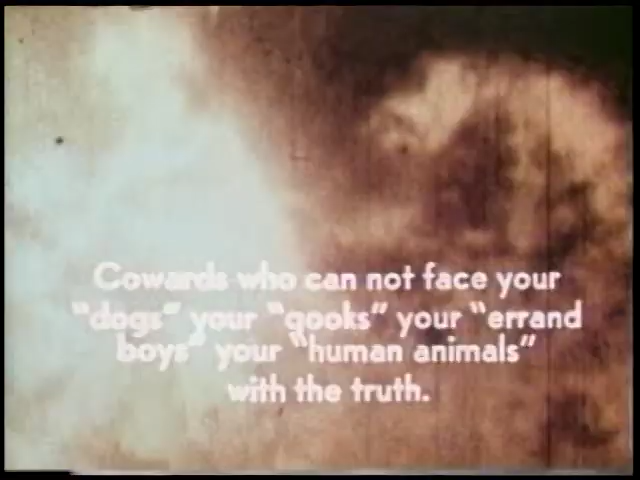 Cowards who can not face your
"dogs" your "gooks" your "errand
boys" your "human animals"
with the truth.